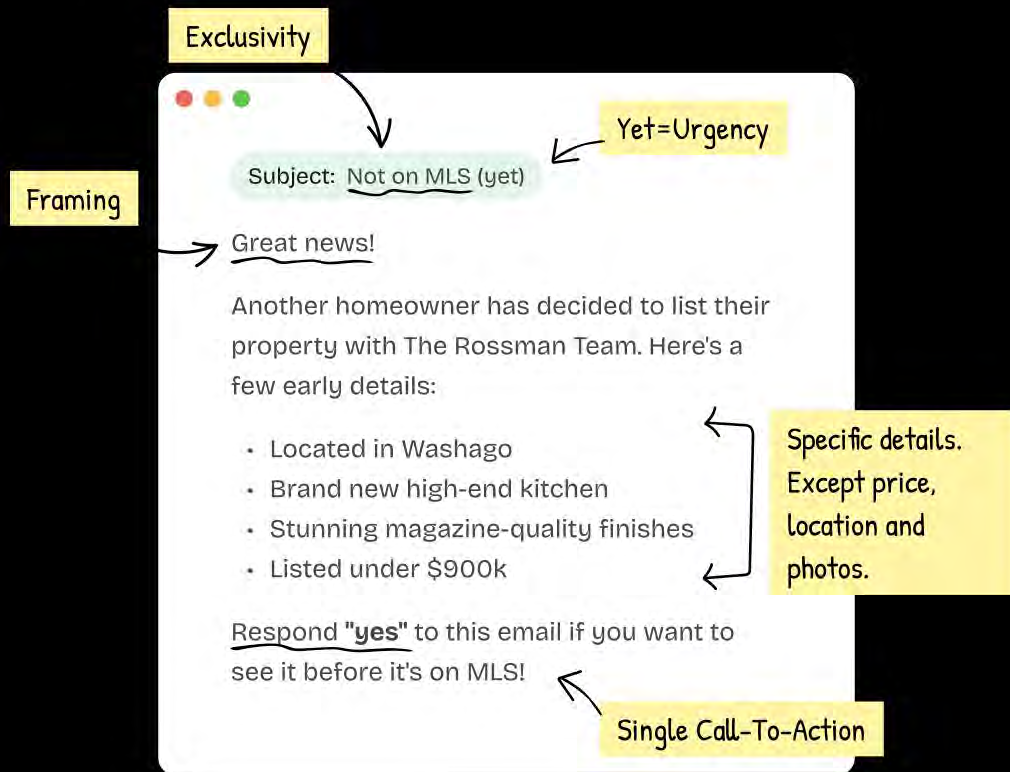 Exclusivity
Yet=Urgency
Subject: Not on MLS (yet)
Framing
Great news!
Another homeowner has decided to list their
property with The Rossman Team. Here's a
few early details:
• Located in Washago
• Brand new high-end kitchen
• Stunning magazine-quality finishes
• Listed under $900k
Specific details.
Except price,
location and
photos.
Respond "yes" to this email if you want to
see it before it's on MLS!
Single Call-To-Action